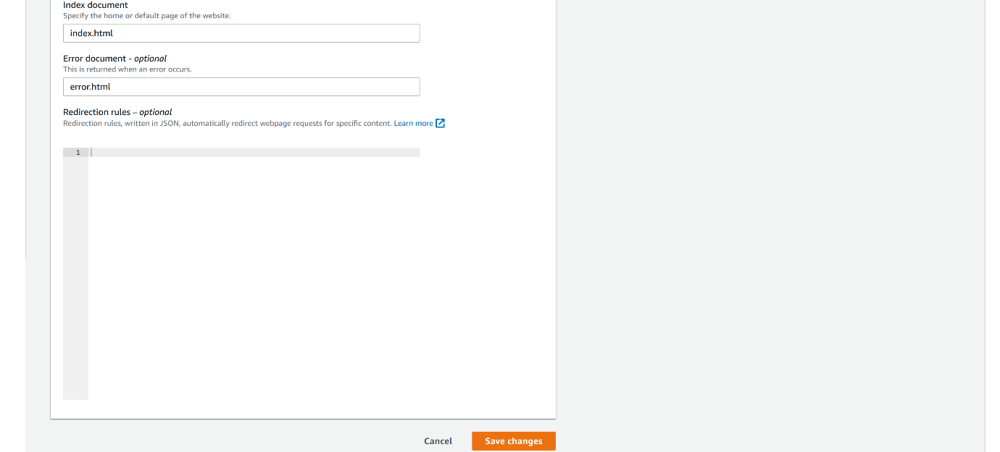 Index document
Specify the home or default page of the website.
index.html
Error document - optional
This is returned when an error occurs.
error.html
Redirection rules – optional
Redirection rules, written in JSON, automatically redirect webpage requests for specific content. Learn more
1
Cancel
Save changes